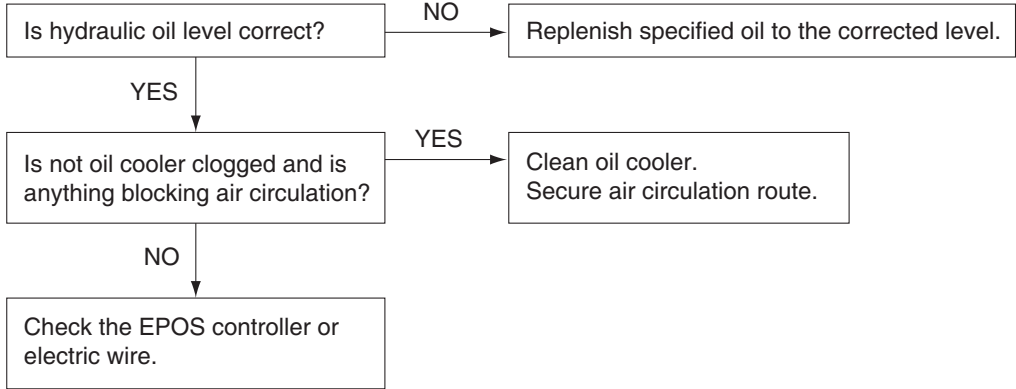 Is hydraulic oil level correct?
NO
Replenish specified oil to the corrected level.
YES
Is not oil cooler clogged and is
anything blocking air circulation?
YES
Clean oil cooler.
Secure air circulation route.
NO
Check the EPOS controller or
electric wire.